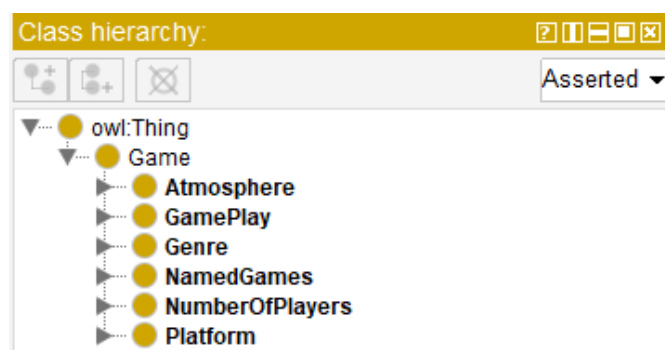 Class hierarchy:
Asserted
owl:Thing
Game
Atmosphere
GamePlay
Genre
NamedGames
NumberOfPlayers
Platform